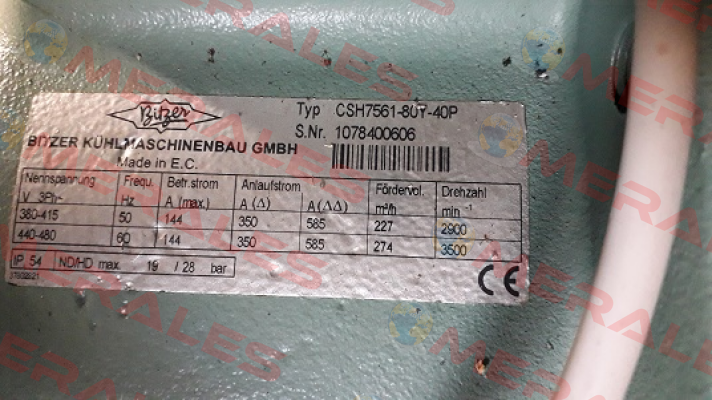 Bitzer
Typ CSH7561-80Y-40P
S.Nr. 1078400606
BITZER KÜHLMASCHINENBAU GMBH
Made in E.C.
Nennspannung Frequ. Betr.strom Anlaufstrom Fördervol. Drehzahl
V 3Ph~ Hz A (max.) A (Δ) A (ΔΔ) m³/h min⁻¹
380-415 50 144 350 585 227 2900
440-480 60 144 350 585 274 3500
IP 54 ND/HD max. 19 / 28 bar
CE
MERALES
MERALES
MERALES
MERALES